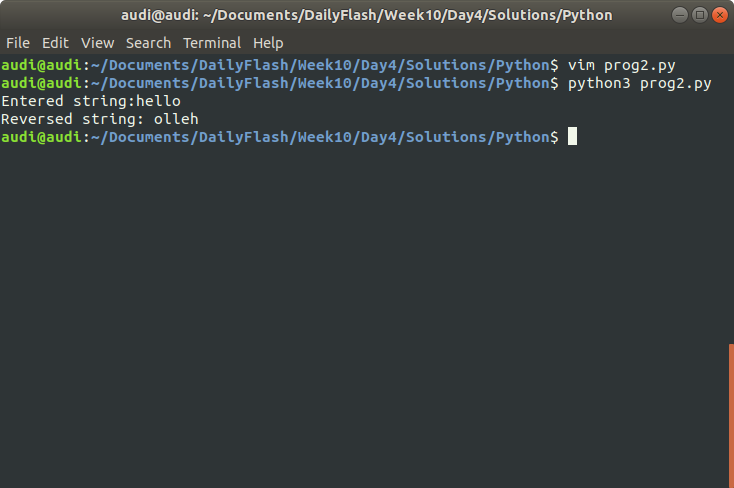 audi@audi: ~/Documents/DailyFlash/Week10/Day4/Solutions/Python
File Edit View Search Terminal Help
audi@audi:~/Documents/DailyFlash/Week10/Day4/Solutions/Python$ vim prog2.py
audi@audi:~/Documents/DailyFlash/Week10/Day4/Solutions/Python$ python3 prog2.py
Entered string:hello
Reversed string: olleh
audi@audi:~/Documents/DailyFlash/Week10/Day4/Solutions/Python$